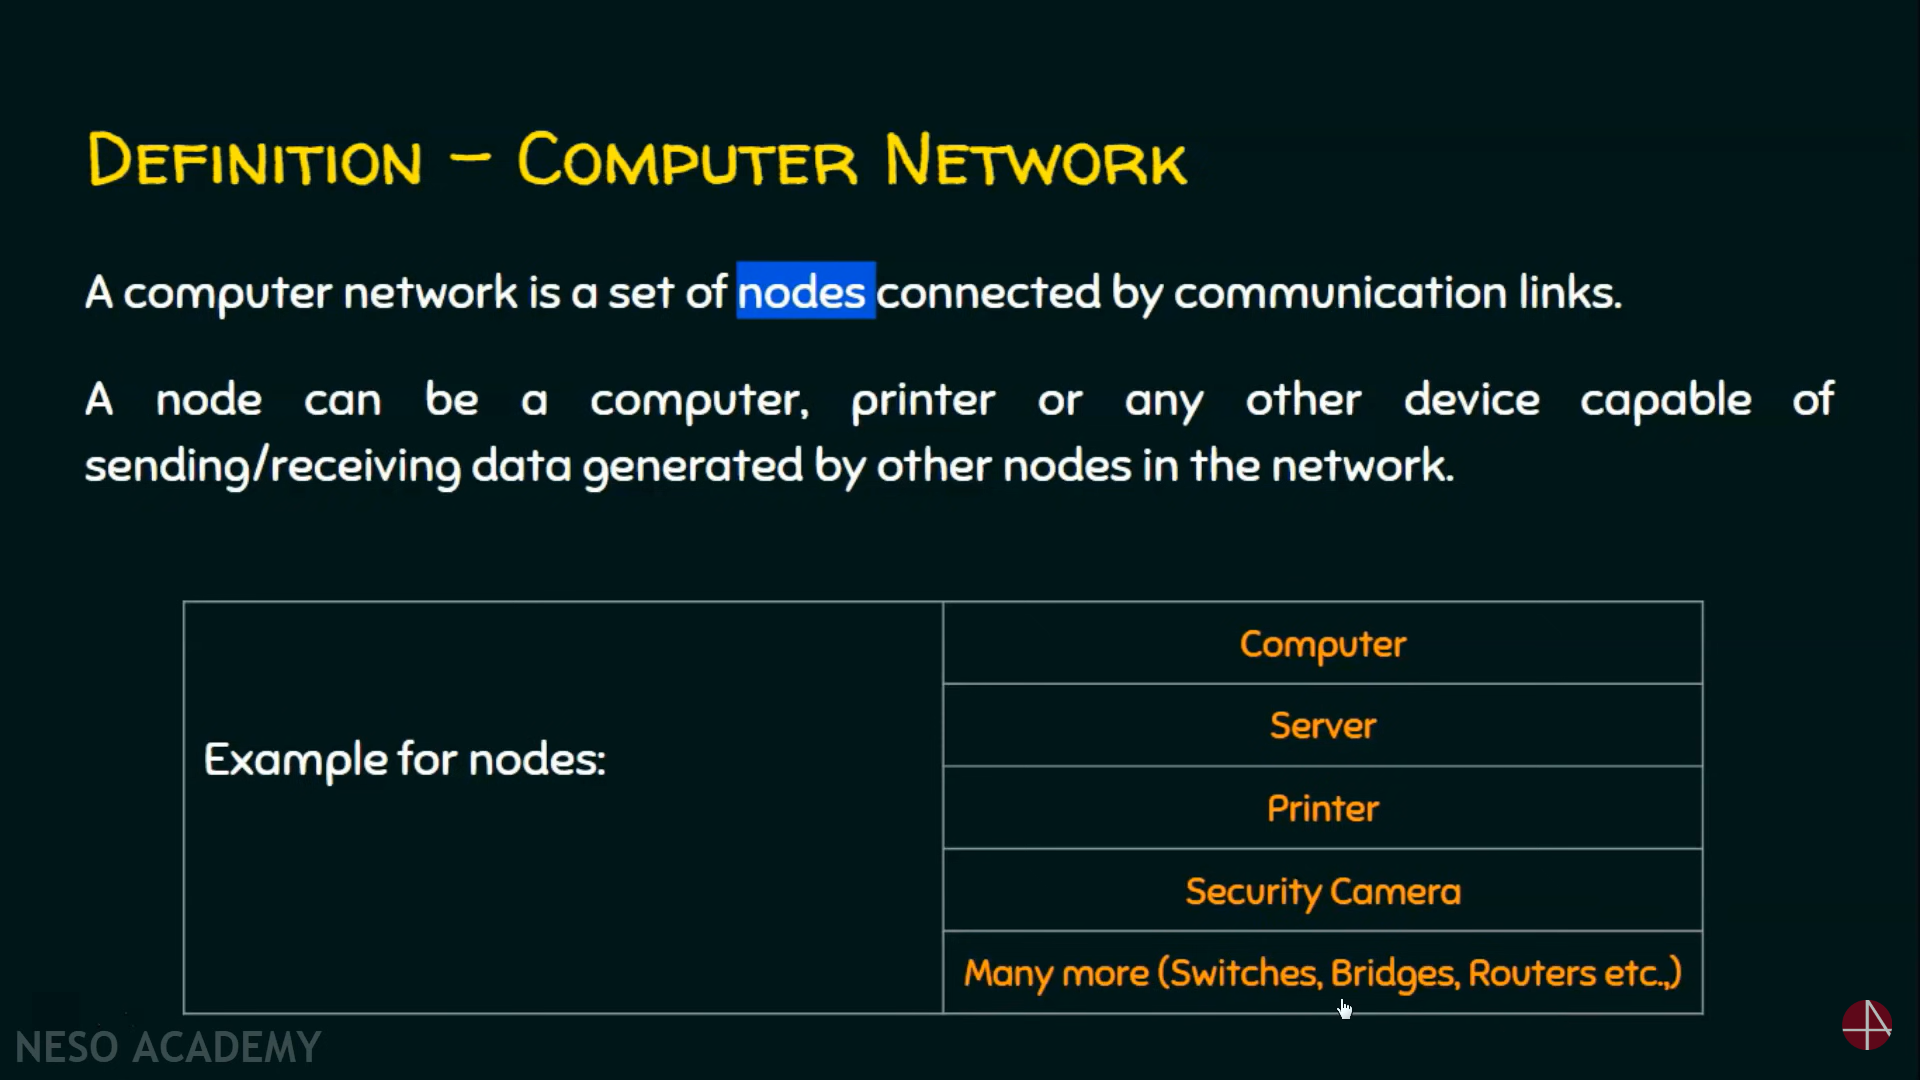 DEFINITION – COMPUTER NETWORK
A computer network is a set of nodes connected by communication links.
A node can be a computer, printer or any other device capable of
sending/receiving data generated by other nodes in the network.
Example for nodes:
Computer
Server
Printer
Security Camera
Many more (Switches, Bridges, Routers etc.,)
NESO ACADEMY